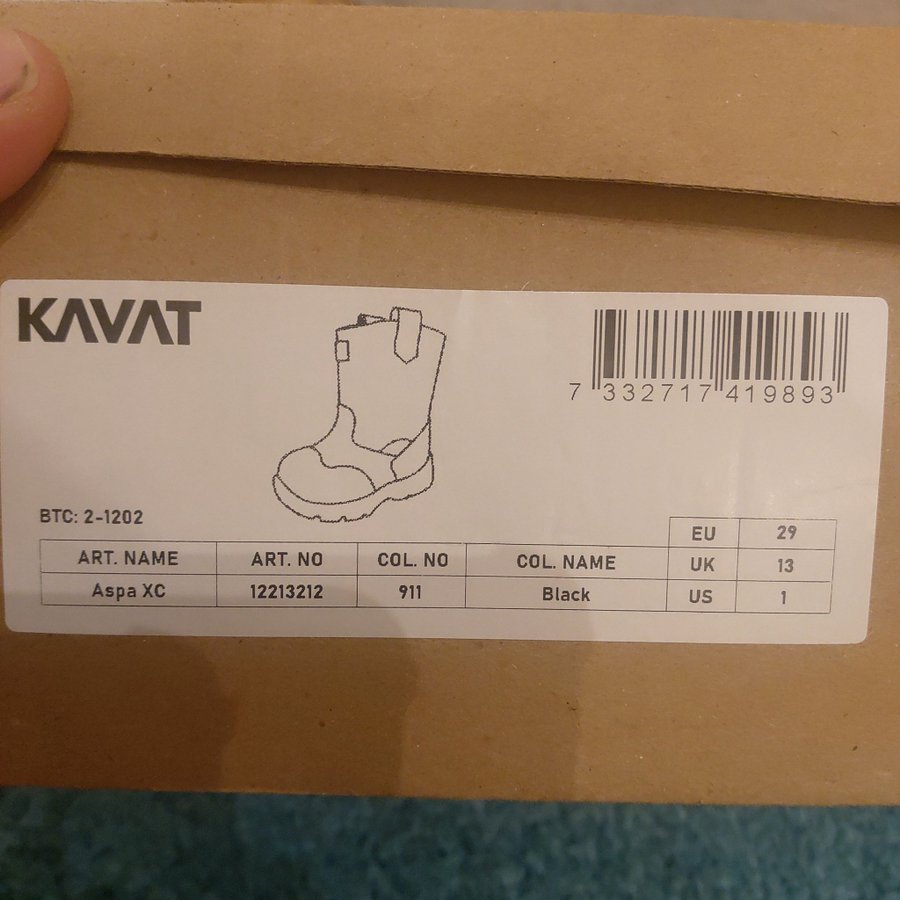 KAVAT
7 332717 419893
BTC: 2-1202
EU 29
ART. NAME ART. NO COL. NO COL. NAME UK 13
Aspa XC 12213212 911 Black US 1